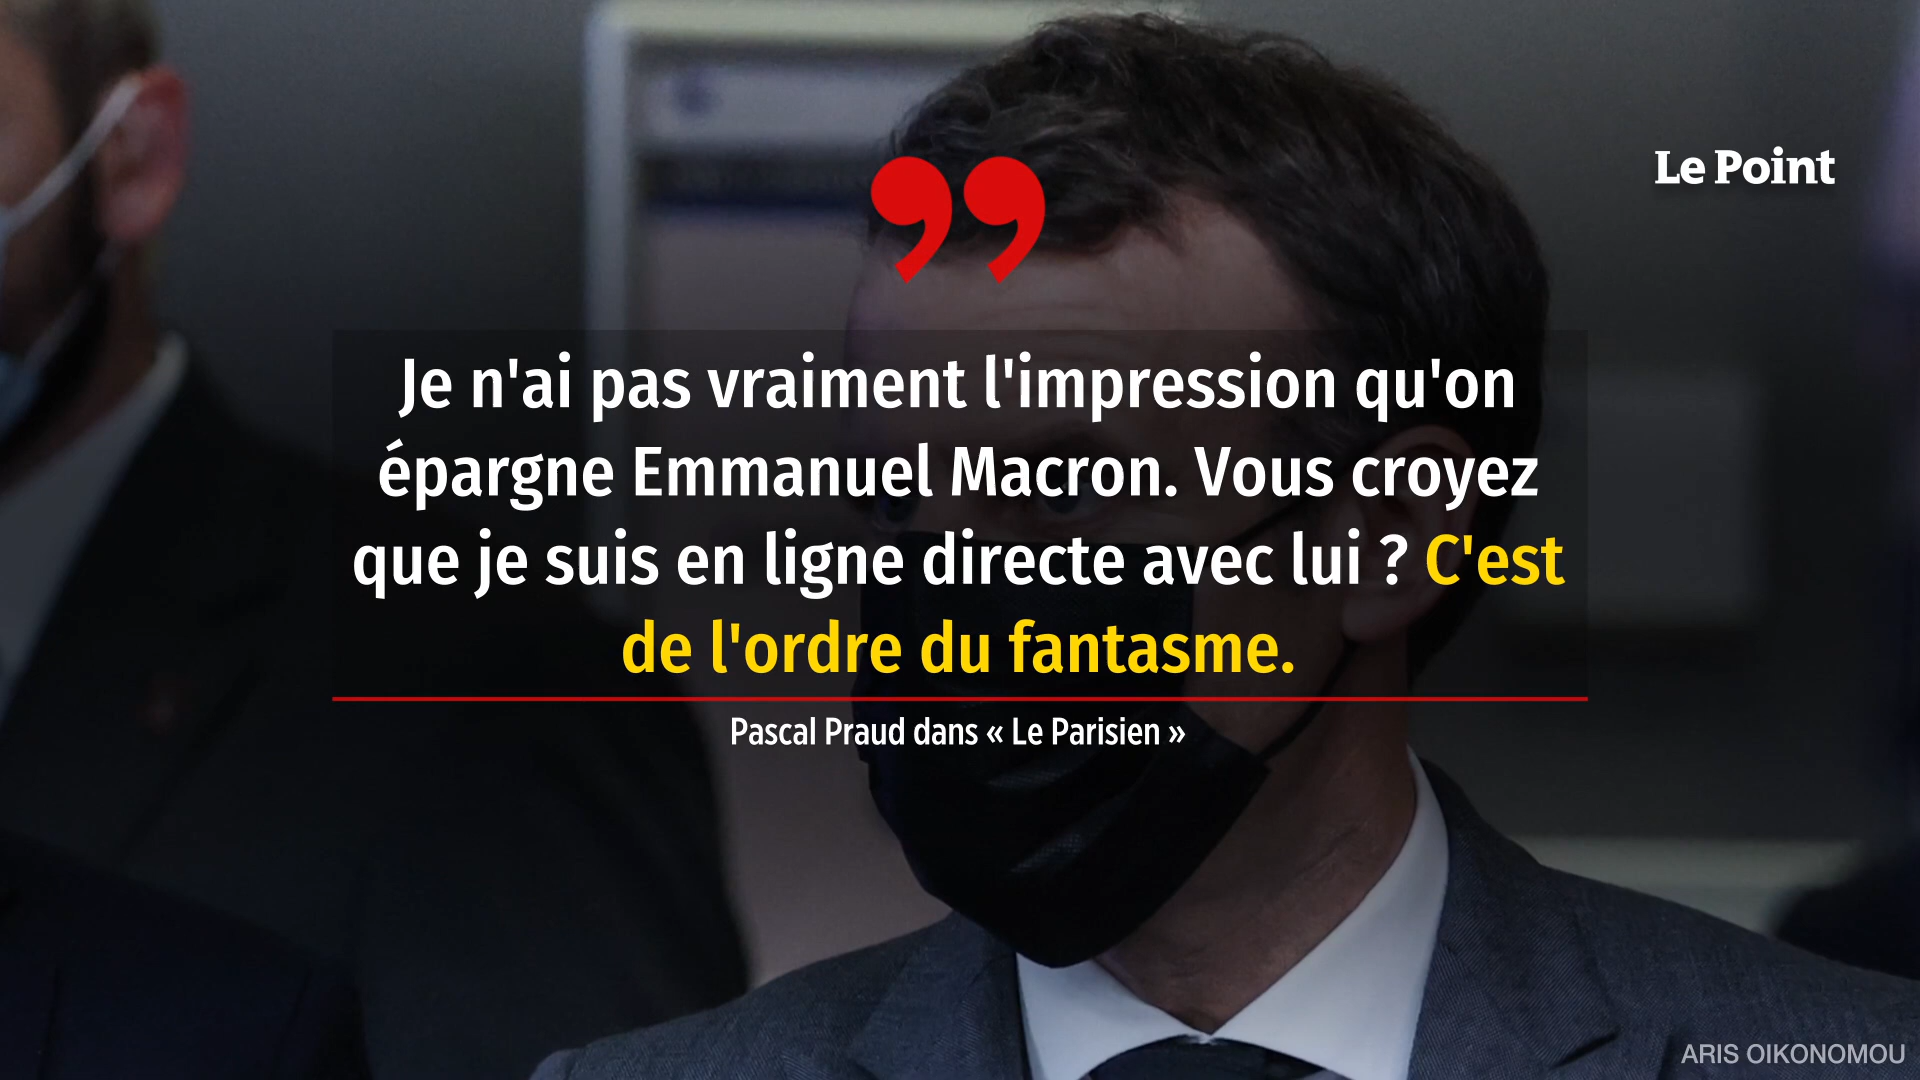 Le Point
Je n'ai pas vraiment l'impression qu'on
épargne Emmanuel Macron. Vous croyez
que je suis en ligne directe avec lui ? C'est
de l'ordre du fantasme.
Pascal Praud dans « Le Parisien »
ARIS OIKONOMOU